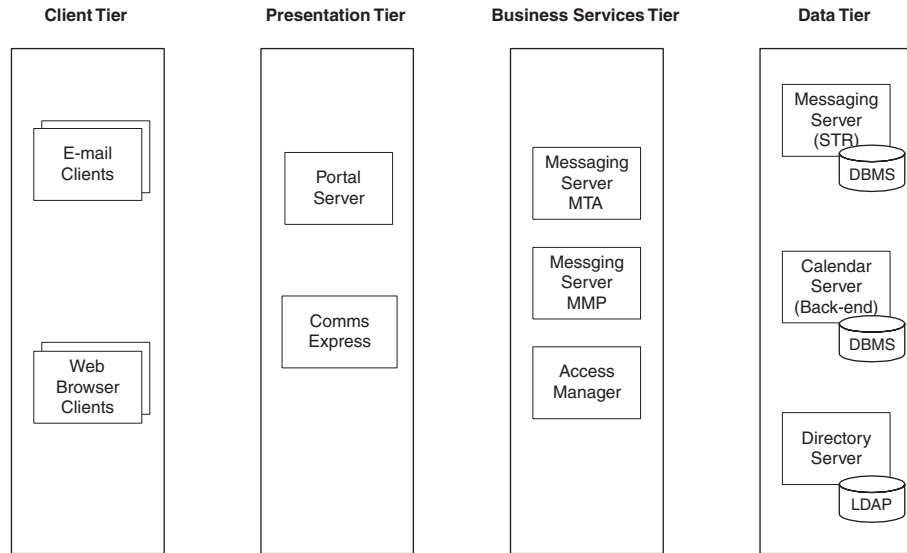 Client Tier
Presentation Tier
Business Services Tier
Data Tier
E-mail
Clients
Web
Browser
Clients
Portal
Server
Comms
Express
Messaging
Server
MTA
Messging
Server
MMP
Access
Manager
Messaging
Server
(STR)
DBMS
Calendar
Server
(Back-end)
DBMS
Directory
Server
LDAP